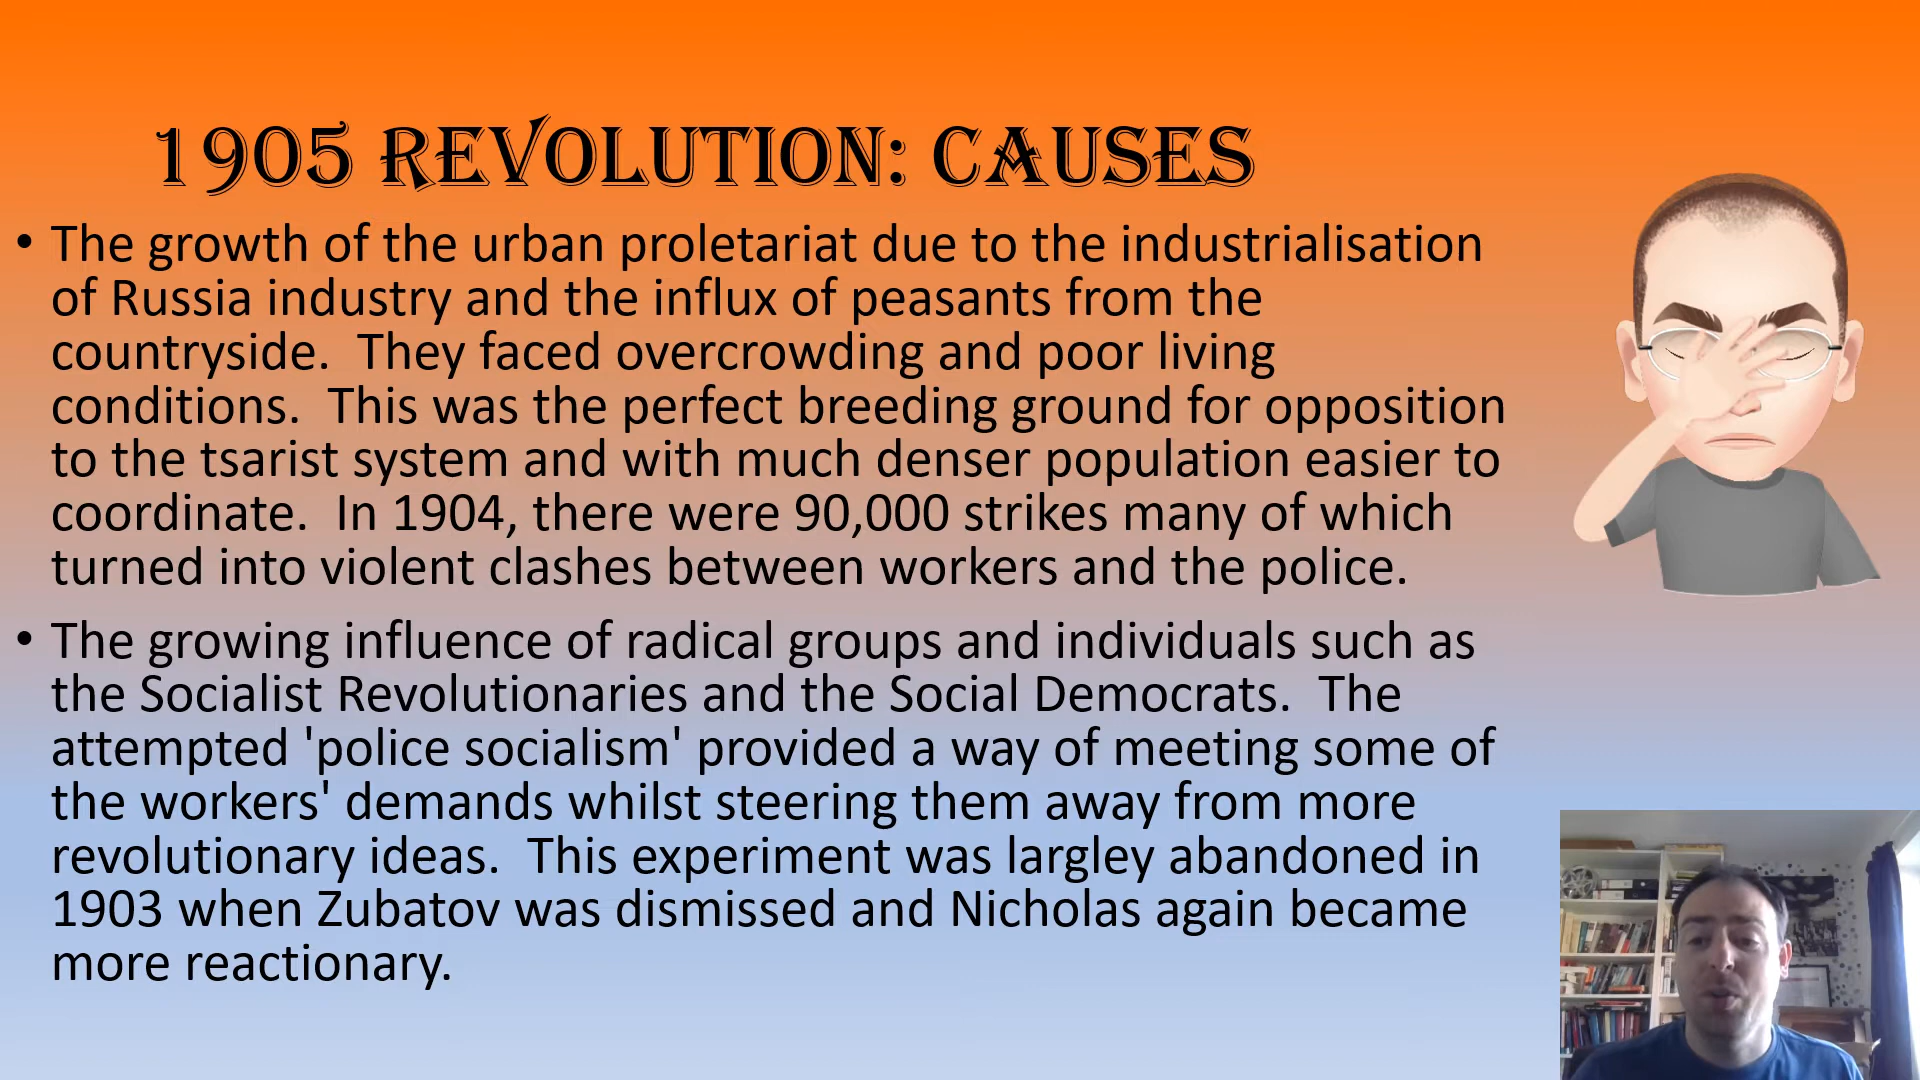 1905 REVOLUTION: CAUSES
• The growth of the urban proletariat due to the industrialisation
of Russia industry and the influx of peasants from the
countryside.  They faced overcrowding and poor living
conditions.  This was the perfect breeding ground for opposition
to the tsarist system and with much denser population easier to
coordinate.  In 1904, there were 90,000 strikes many of which
turned into violent clashes between workers and the police.
• The growing influence of radical groups and individuals such as
the Socialist Revolutionaries and the Social Democrats.  The
attempted 'police socialism' provided a way of meeting some of
the workers' demands whilst steering them away from more
revolutionary ideas.  This experiment was largley abandoned in
1903 when Zubatov was dismissed and Nicholas again became
more reactionary.